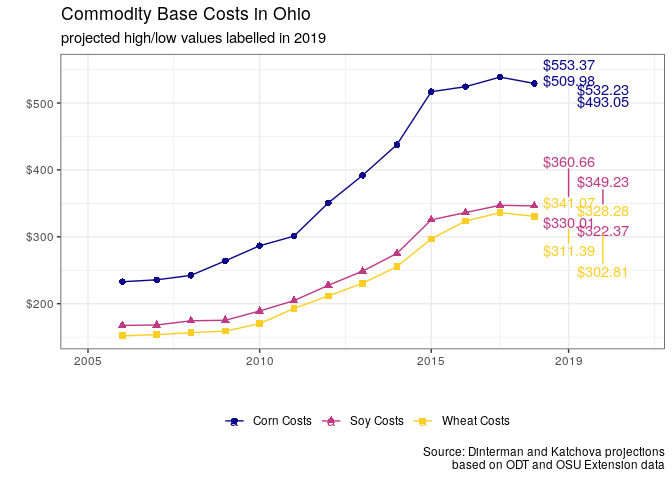 Commodity Base Costs in Ohio
projected high/low values labelled in 2019
$553.37
$509.98
$532.23
$493.05
$500
$360.66
$400
$349.23
$341.07
$328.28
$330.01
$322.37
$300
$311.39
$302.81
$200
2005 2010 2015 2019
Corn Costs Soy Costs Wheat Costs
Source: Dinterman and Katchova projections
based on ODT and OSU Extension data